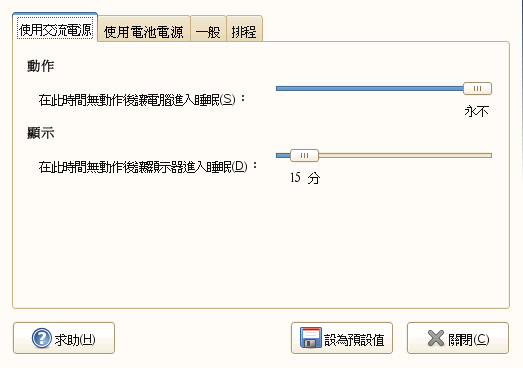 使用交流電源 使用電池電源 一般 排程
動作
在此時間無動作後讓電腦進入睡眠(S)：
永不
顯示
在此時間無動作後讓顯示器進入睡眠(D)：
15 分
求助(H) 設為預設值 關閉(C)